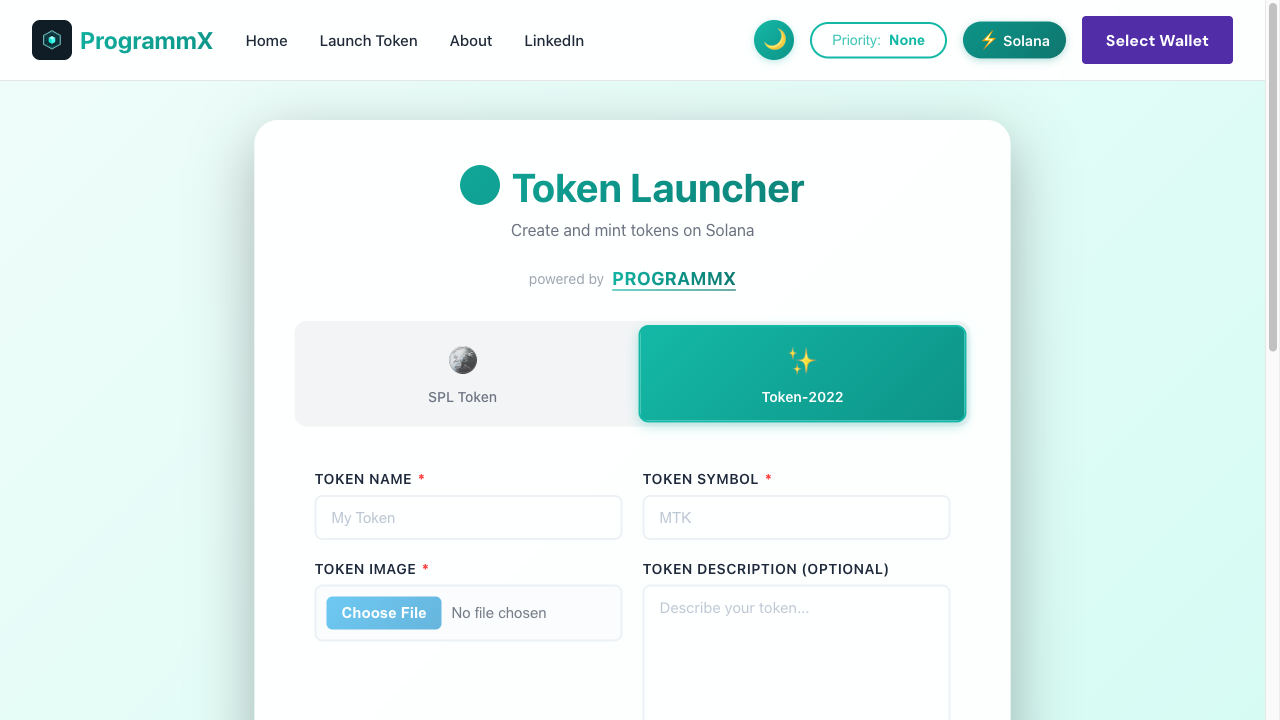 ProgrammX
Home
Launch Token
About
LinkedIn
Priority: None
Solana
Select Wallet
Token Launcher
Create and mint tokens on Solana
powered by PROGRAMMX
SPL Token
Token-2022
TOKEN NAME *
My Token
TOKEN SYMBOL *
MTK
TOKEN IMAGE *
Choose File No file chosen
TOKEN DESCRIPTION (OPTIONAL)
Describe your token...